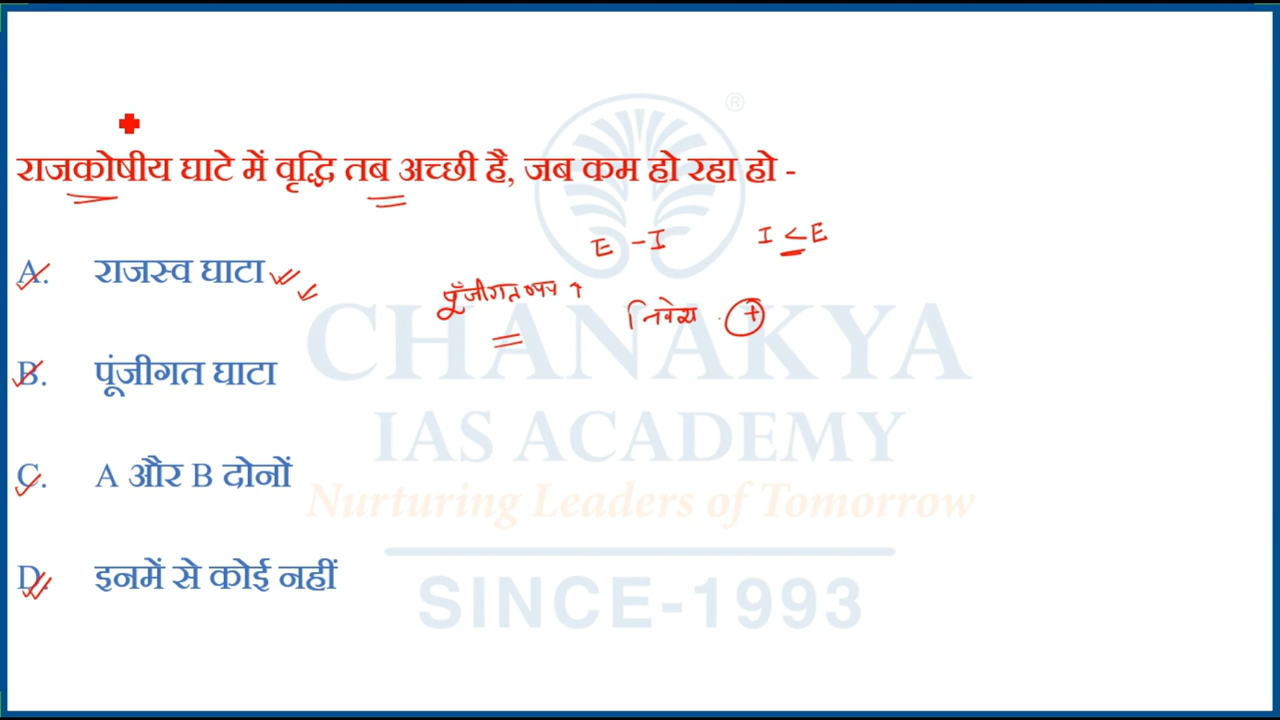 राजकोषीय घाटे में वृद्धि तब अच्छी है, जब कम हो रहा हो -
E - I
I < E
A. राजस्व घाटा
पूँजीगत व्यय ↑
निवेश +
B. पूंजीगत घाटा
C. A और B दोनों
D. इनमें से कोई नहीं
®
CHANAKYA
IAS ACADEMY
Nurturing Leaders of Tomorrow
SINCE-1993